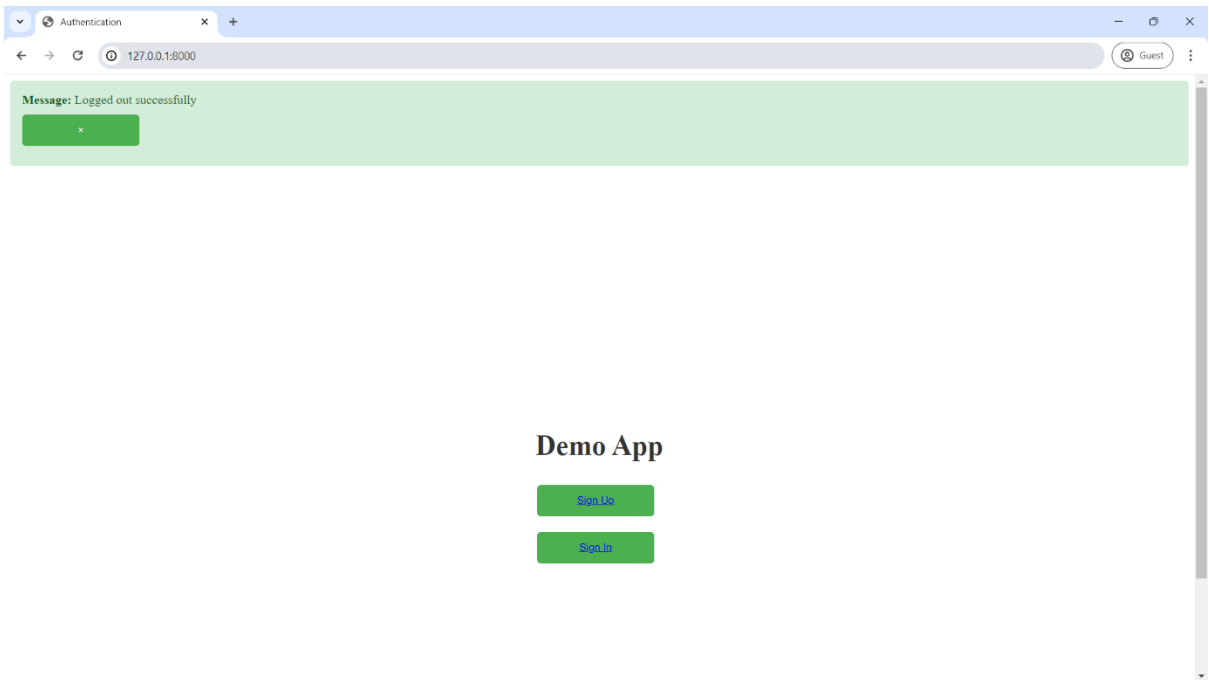 Authentication
127.0.0.1:8000
Guest
Message: Logged out successfully
×
Demo App
Sign Up
Sign In